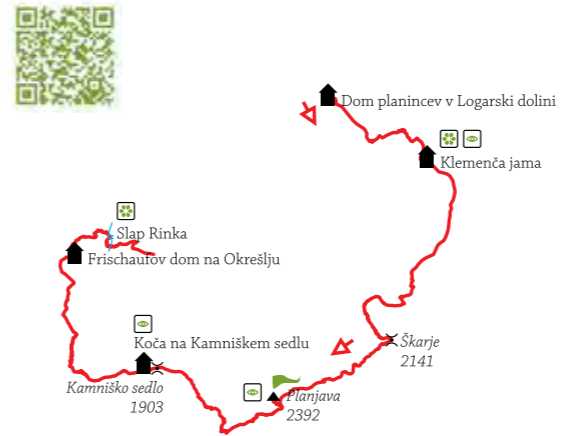 Dom planincev v Logarski dolini
Klemenča jama
Slap Rinka
Frischaufov dom na Okrešlju
Škarje
2141
Koča na Kamniškem sedlu
Kamniško sedlo
1903
Planjava
2392